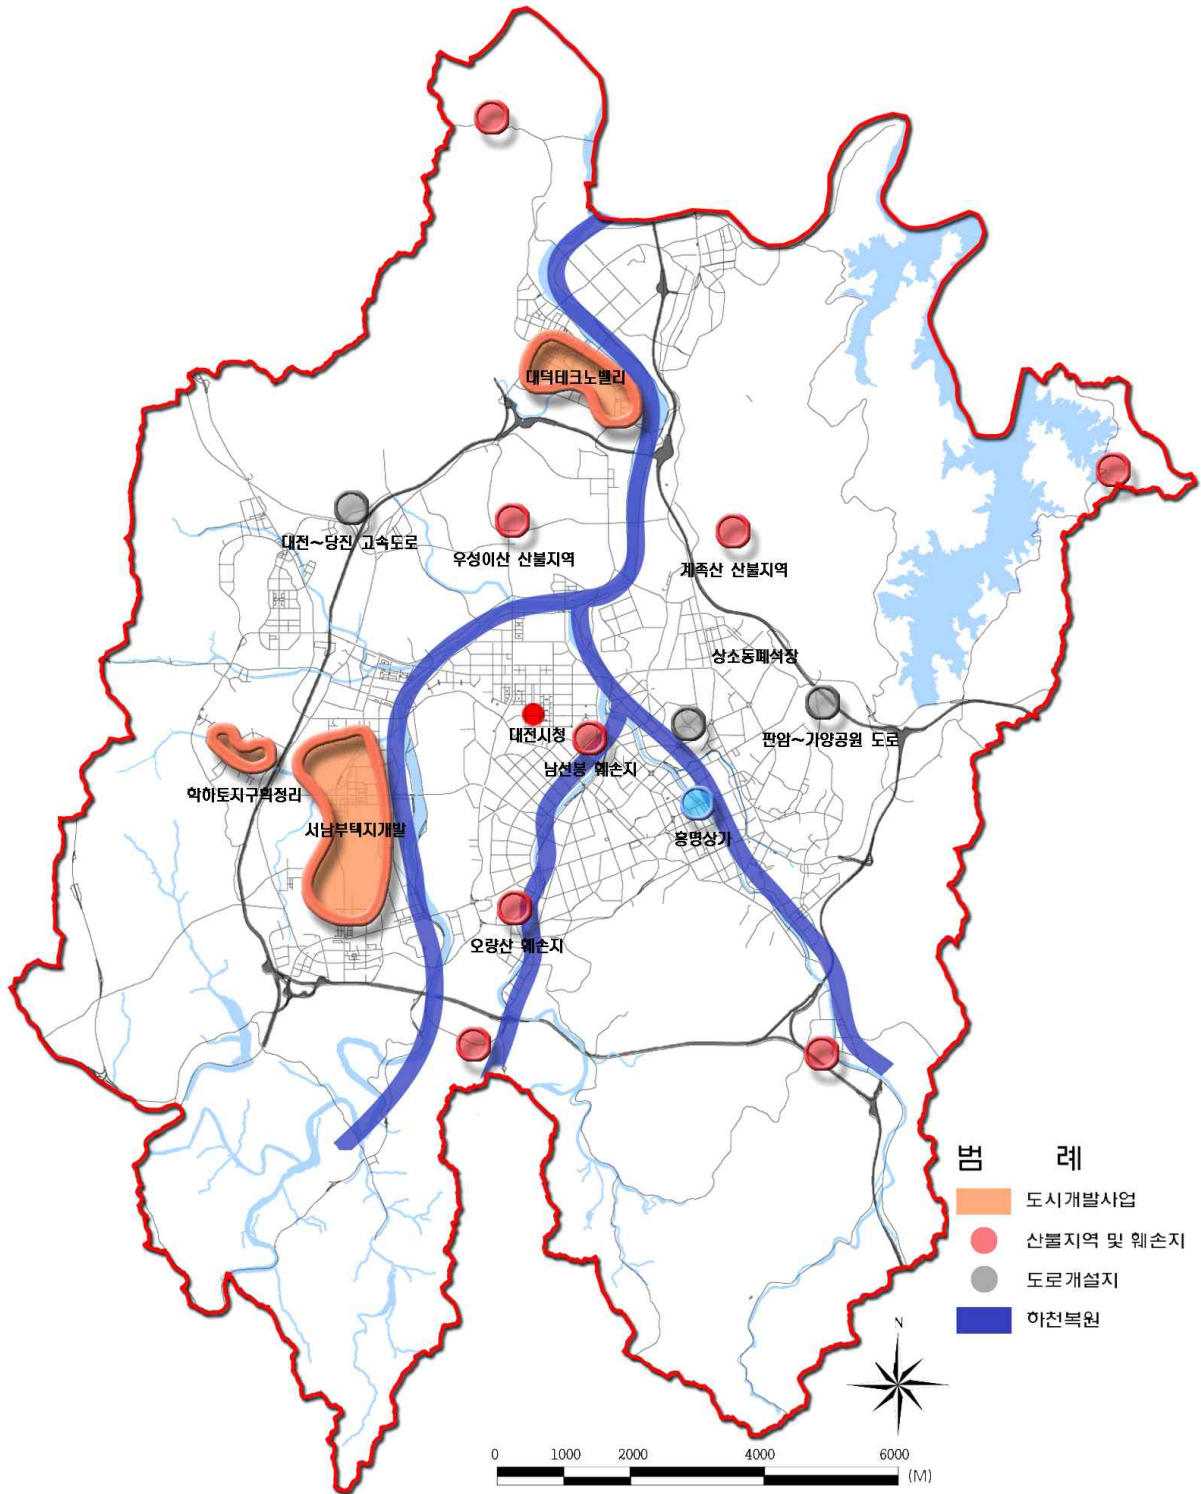 대덕테크노밸리
대전~당진 고속도로
우성이산 산불지역
계족산 산불지역
상소동폐석장
대전시청
판암~가양공원 도로
남선봉 훼손지
학하토지구획정리
서남부택지개발
홍명상가
오량산 훼손지
범 례
도시개발사업
산불지역 및 훼손지
도로개설지
하천복원
N
0 1000 2000 4000 6000
(M)